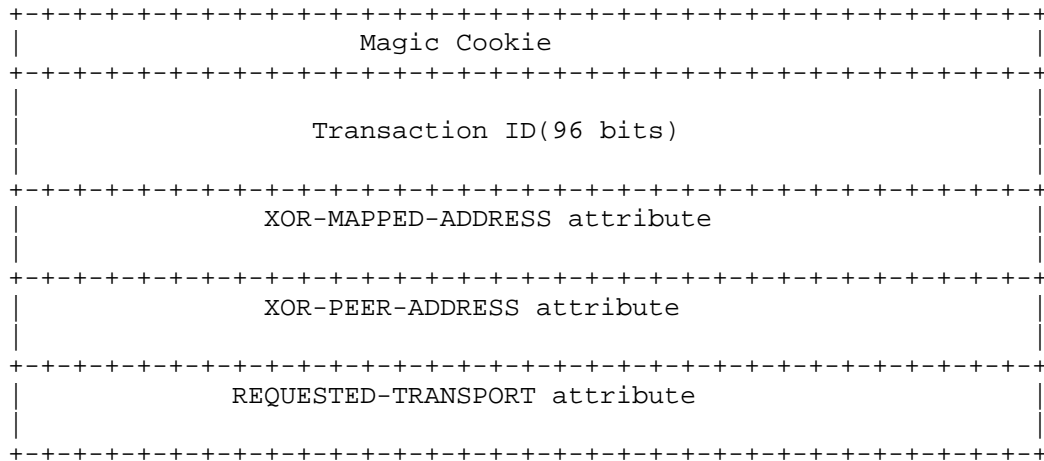 +-+-+-+-+-+-+-+-+-+-+-+-+-+-+-+-+-+-+-+-+-+-+-+-+-+-+-+-+-+-+-+-+
| Magic Cookie |
+-+-+-+-+-+-+-+-+-+-+-+-+-+-+-+-+-+-+-+-+-+-+-+-+-+-+-+-+-+-+-+-+
| |
| Transaction ID(96 bits) |
| |
+-+-+-+-+-+-+-+-+-+-+-+-+-+-+-+-+-+-+-+-+-+-+-+-+-+-+-+-+-+-+-+-+
| XOR-MAPPED-ADDRESS attribute |
| |
+-+-+-+-+-+-+-+-+-+-+-+-+-+-+-+-+-+-+-+-+-+-+-+-+-+-+-+-+-+-+-+-+
| XOR-PEER-ADDRESS attribute |
| |
+-+-+-+-+-+-+-+-+-+-+-+-+-+-+-+-+-+-+-+-+-+-+-+-+-+-+-+-+-+-+-+-+
| REQUESTED-TRANSPORT attribute |
| |
+-+-+-+-+-+-+-+-+-+-+-+-+-+-+-+-+-+-+-+-+-+-+-+-+-+-+-+-+-+-+-+-+